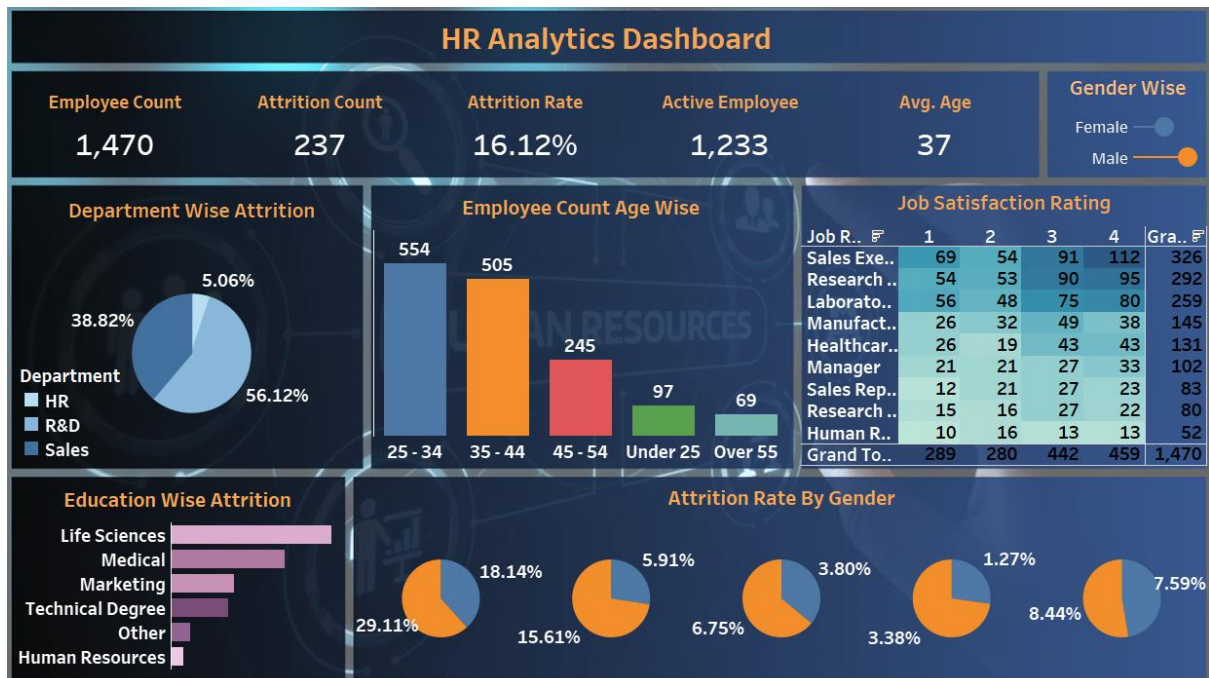 HR Analytics Dashboard
Employee Count
Attrition Count
Attrition Rate
Active Employee
Avg. Age
1,470
237
16.12%
1,233
37
Gender Wise
Female
Male
Department Wise Attrition
5.06%
38.82%
56.12%
Department
HR
R&D
Sales
Employee Count Age Wise
554
505
245
97
69
25 - 34
35 - 44
45 - 54
Under 25
Over 55
HUMAN RESOURCES
Job Satisfaction Rating
Job R.. 1 2 3 4 Gra..
Sales Exe.. 69 54 91 112 326
Research .. 54 53 90 95 292
Laborato.. 56 48 75 80 259
Manufact.. 26 32 49 38 145
Healthcar.. 26 19 43 43 131
Manager 21 21 27 33 102
Sales Rep.. 12 21 27 23 83
Research .. 15 16 27 22 80
Human R.. 10 16 13 13 52
Grand To.. 289 280 442 459 1,470
Education Wise Attrition
Life Sciences
Medical
Marketing
Technical Degree
Other
Human Resources
Attrition Rate By Gender
18.14%
29.11%
5.91%
15.61%
3.80%
6.75%
1.27%
3.38%
7.59%
8.44%